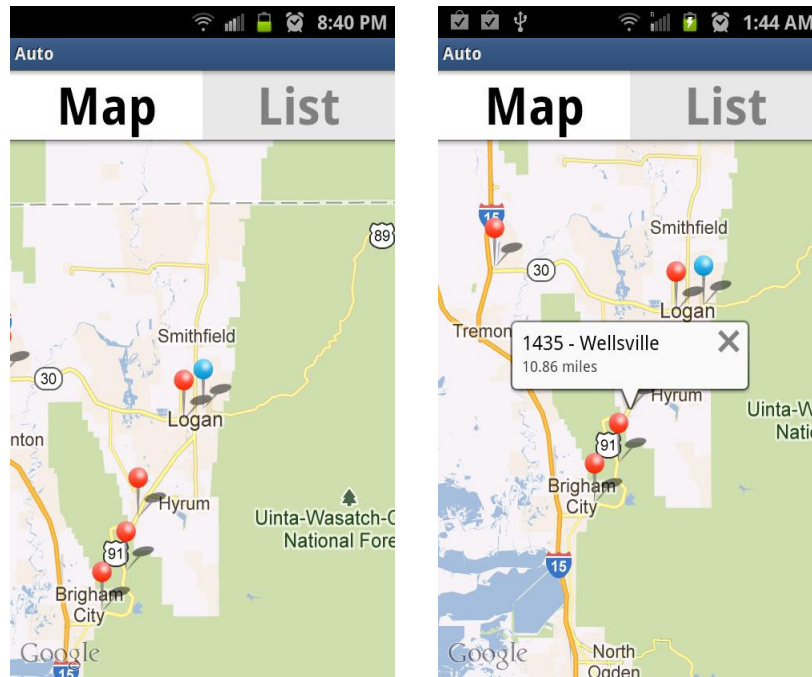 8:40 PM
Auto
Map
List
89
Smithfield
30
Logan
nton
Hyrum
Uinta-Wasatch-C
National Fore
91
Brigham
City
Google
15
1:44 AM
Auto
Map
List
15
Smithfield
30
Logan
Tremon
1435 - Wellsville
10.86 miles
Hyrum
Uinta-W
Natio
91
Brigham
City
15
Google
North
Ogden